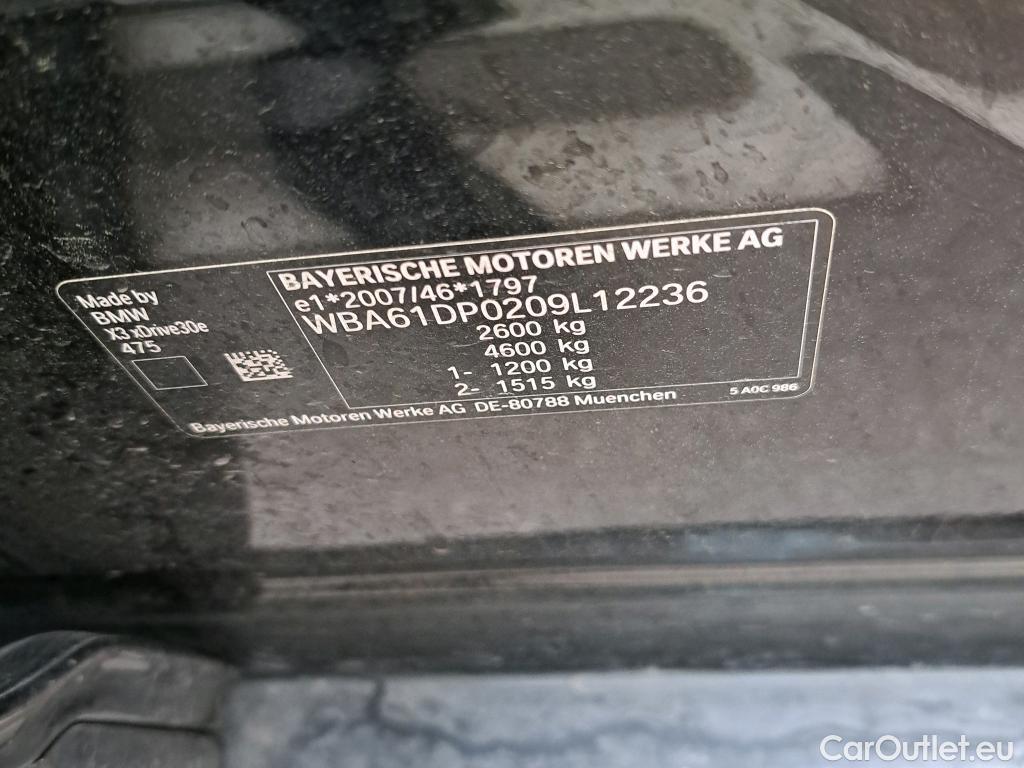 BAYERISCHE MOTOREN WERKE AG
e1*2007/46*1797
WBA61DP0209L12236
2600 kg
4600 kg
1- 1200 kg
2- 1515 kg
Made by
BMW
X3 xDrive30e
475
Bayerische Motoren Werke AG DE-80788 Muenchen
5 A0C 986
CarOutlet.eu